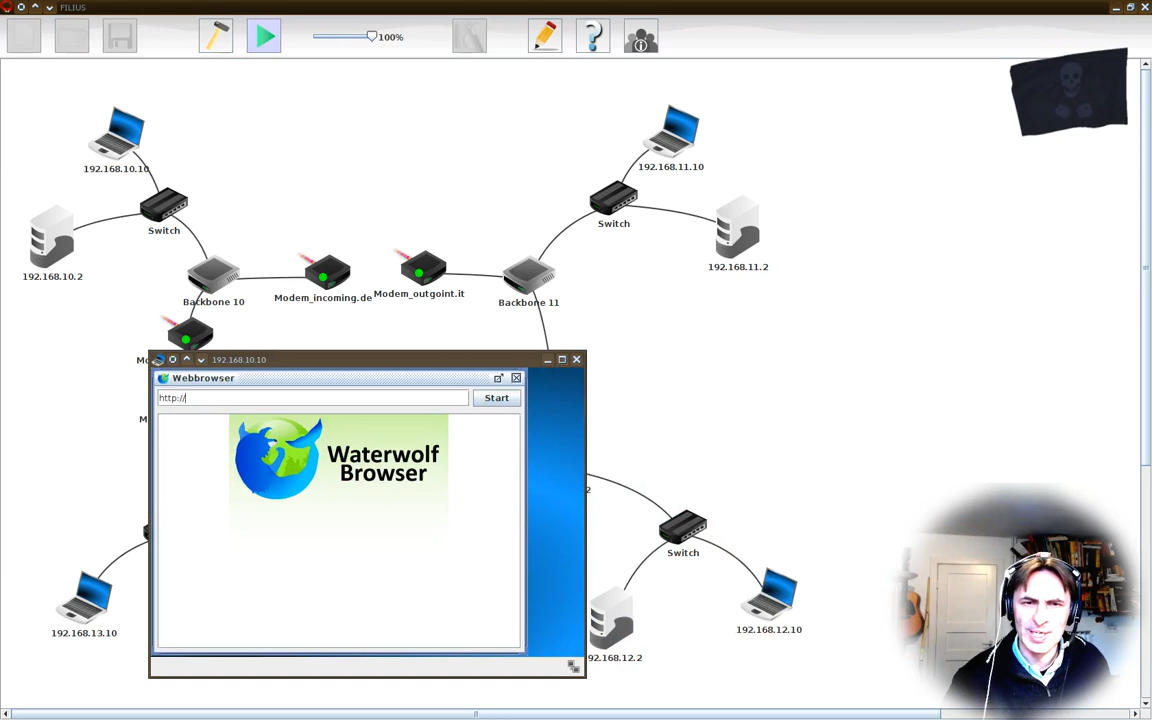 FILIUS
100%
192.168.10.10
192.168.11.10
Switch
Switch
192.168.10.2
192.168.11.2
Backbone 10
Modem_incoming.de
Modem_outgoint.it
Backbone 11
192.168.10.10
Webbrowser
http://
Start
Waterwolf
Browser
2
Switch
192.168.13.10
92.168.12.2
192.168.12.10